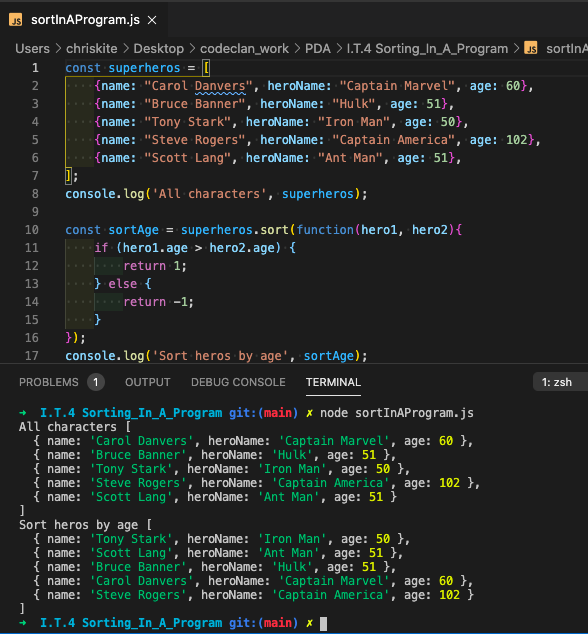 JS sortInAProgram.js ×
Users > chriskite > Desktop > codeclan_work > PDA > I.T.4 Sorting_In_A_Program > JS sortInA
1 const superheros = [
2 {name: "Carol Danvers", heroName: "Captain Marvel", age: 60},
3 {name: "Bruce Banner", heroName: "Hulk", age: 51},
4 {name: "Tony Stark", heroName: "Iron Man", age: 50},
5 {name: "Steve Rogers", heroName: "Captain America", age: 102},
6 {name: "Scott Lang", heroName: "Ant Man", age: 51},
7 ];
8 console.log('All characters', superheros);
9
10 const sortAge = superheros.sort(function(hero1, hero2){
11 if (hero1.age > hero2.age) {
12 return 1;
13 } else {
14 return -1;
15 }
16 });
17 console.log('Sort heros by age', sortAge);
PROBLEMS 1 OUTPUT DEBUG CONSOLE TERMINAL 1: zsh
➜ I.T.4 Sorting_In_A_Program git:(main) ✗ node sortInAProgram.js
All characters [
{ name: 'Carol Danvers', heroName: 'Captain Marvel', age: 60 },
{ name: 'Bruce Banner', heroName: 'Hulk', age: 51 },
{ name: 'Tony Stark', heroName: 'Iron Man', age: 50 },
{ name: 'Steve Rogers', heroName: 'Captain America', age: 102 },
{ name: 'Scott Lang', heroName: 'Ant Man', age: 51 }
]
Sort heros by age [
{ name: 'Tony Stark', heroName: 'Iron Man', age: 50 },
{ name: 'Scott Lang', heroName: 'Ant Man', age: 51 },
{ name: 'Bruce Banner', heroName: 'Hulk', age: 51 },
{ name: 'Carol Danvers', heroName: 'Captain Marvel', age: 60 },
{ name: 'Steve Rogers', heroName: 'Captain America', age: 102 }
]
➜ I.T.4 Sorting_In_A_Program git:(main) ✗